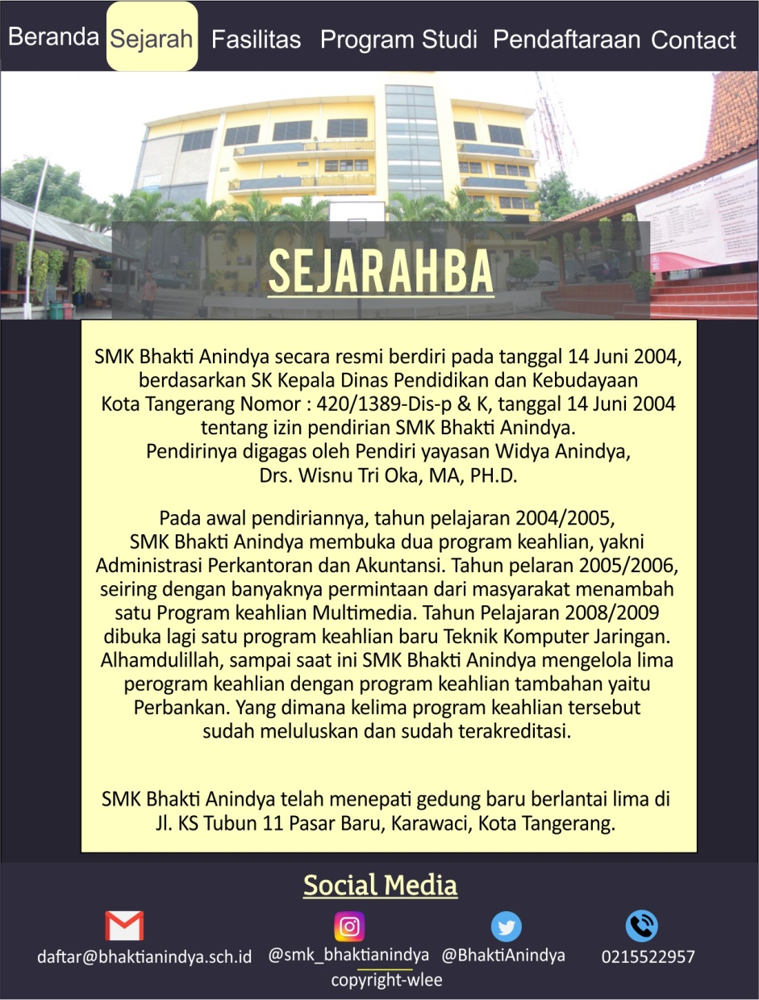 Beranda Sejarah Fasilitas Program Studi Pendaftaraan Contact
SEJARAHBA
SMK Bhakti Anindya secara resmi berdiri pada tanggal 14 Juni 2004,
berdasarkan SK Kepala Dinas Pendidikan dan Kebudayaan
Kota Tangerang Nomor : 420/1389-Dis-p & K, tanggal 14 Juni 2004
tentang izin pendirian SMK Bhakti Anindya.
Pendirinya digagas oleh Pendiri yayasan Widya Anindya,
Drs. Wisnu Tri Oka, MA, PH.D.
Pada awal pendiriannya, tahun pelajaran 2004/2005,
SMK Bhakti Anindya membuka dua program keahlian, yakni
Administrasi Perkantoran dan Akuntansi. Tahun pelaran 2005/2006,
seiring dengan banyaknya permintaan dari masyarakat menambah
satu Program keahlian Multimedia. Tahun Pelajaran 2008/2009
dibuka lagi satu program keahlian baru Teknik Komputer Jaringan.
Alhamdulillah, sampai saat ini SMK Bhakti Anindya mengelola lima
perogram keahlian dengan program keahlian tambahan yaitu
Perbankan. Yang dimana kelima program keahlian tersebut
sudah meluluskan dan sudah terakreditasi.
SMK Bhakti Anindya telah menepati gedung baru berlantai lima di
Jl. KS Tubun 11 Pasar Baru, Karawaci, Kota Tangerang.
Social Media
daftar@bhaktianindya.sch.id @smk_bhaktianindya @BhaktiAnindya 0215522957
copyright-wlee